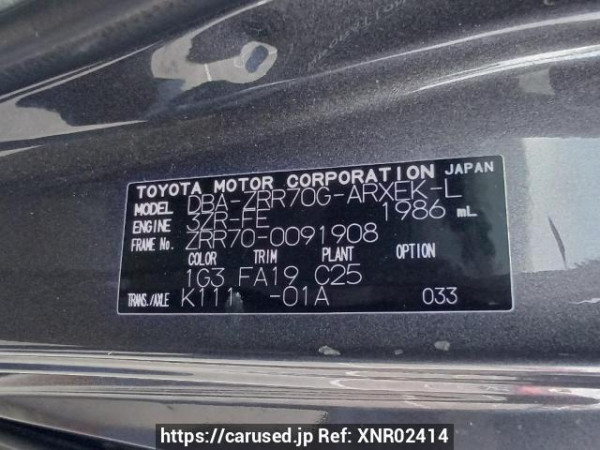 TOYOTA MOTOR CORPORATION JAPAN
MODEL DBA-ZRR70G-ARXEK-L
ENGINE 3ZR-FE 1986 mL
FRAME No. ZRR70-0091908
COLOR TRIM PLANT OPTION
1G3 FA19 C25
TRANS./AXLE K111 -01A 033
https://carused.jp Ref: XNR02414